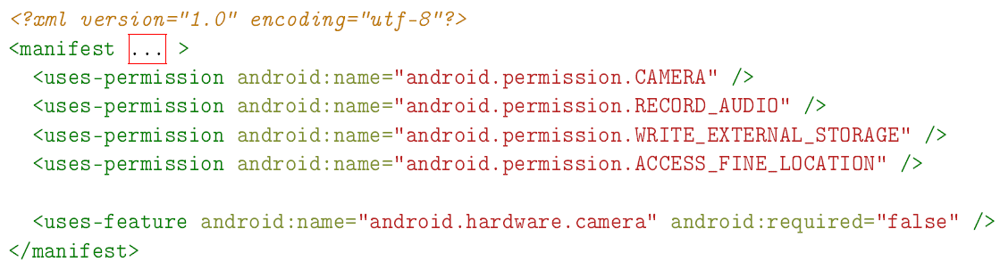 <?xml version="1.0" encoding="utf-8"?>
<manifest ... >
  <uses-permission android:name="android.permission.CAMERA" />
  <uses-permission android:name="android.permission.RECORD_AUDIO" />
  <uses-permission android:name="android.permission.WRITE_EXTERNAL_STORAGE" />
  <uses-permission android:name="android.permission.ACCESS_FINE_LOCATION" />

  <uses-feature android:name="android.hardware.camera" android:required="false" />
</manifest>